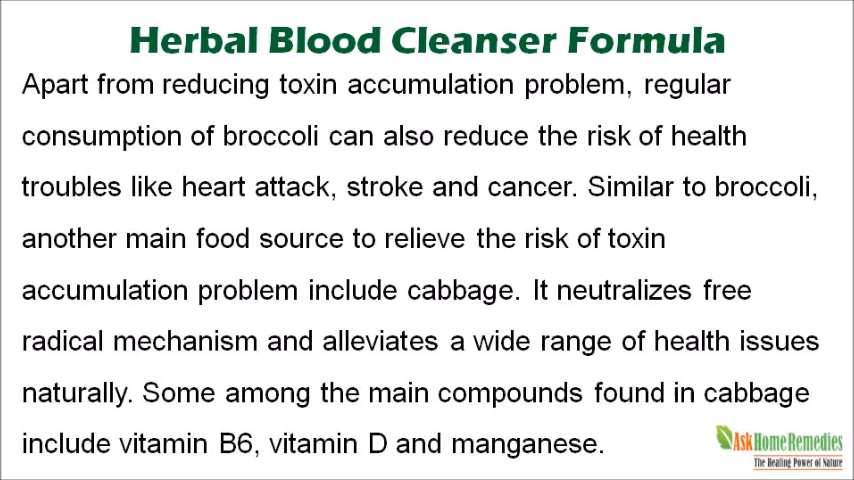 Herbal Blood Cleanser Formula
Apart from reducing toxin accumulation problem, regular
consumption of broccoli can also reduce the risk of health
troubles like heart attack, stroke and cancer. Similar to broccoli,
another main food source to relieve the risk of toxin
accumulation problem include cabbage. It neutralizes free
radical mechanism and alleviates a wide range of health issues
naturally. Some among the main compounds found in cabbage
include vitamin B6, vitamin D and manganese.
AskHomeRemedies
The Healing Power of Nature